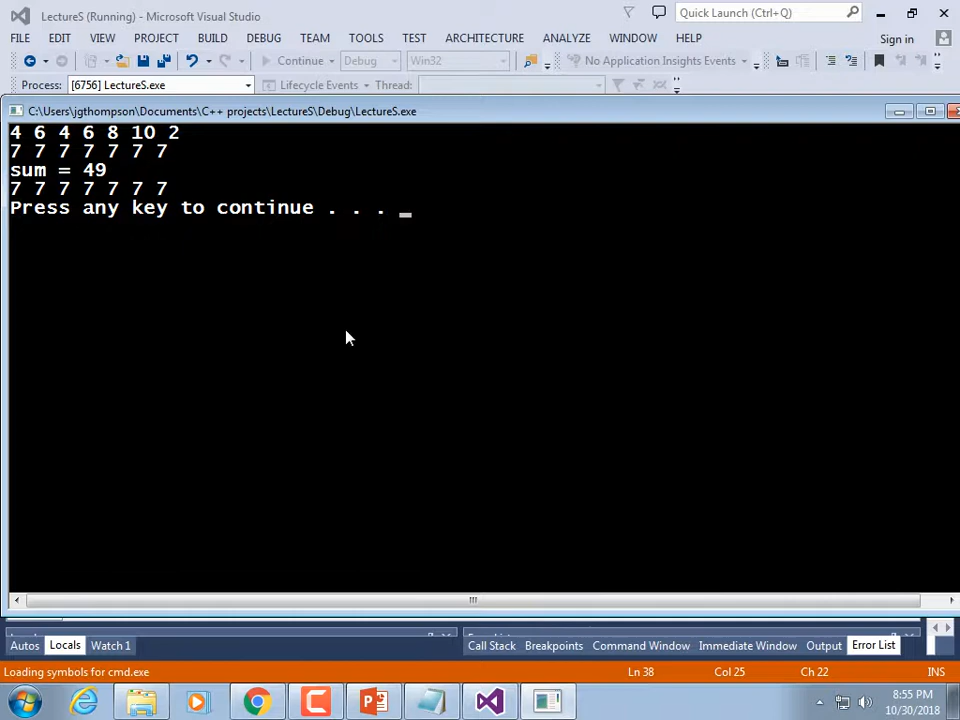 LectureS (Running) - Microsoft Visual Studio
Quick Launch (Ctrl+Q)
FILE EDIT VIEW PROJECT BUILD DEBUG TEAM TOOLS TEST ARCHITECTURE ANALYZE WINDOW HELP Sign in
Continue Debug Win32 No Application Insights Events
Process: [6756] LectureS.exe Lifecycle Events Thread:
C:\Users\jgthompson\Documents\C++ projects\LectureS\Debug\LectureS.exe
4 6 4 6 8 10 2
7 7 7 7 7 7 7
sum = 49
7 7 7 7 7 7 7
Press any key to continue . . . _
Autos Locals Watch 1 Call Stack Breakpoints Command Window Immediate Window Output Error List
Loading symbols for cmd.exe Ln 38 Col 25 Ch 22 INS
8:55 PM
10/30/2018